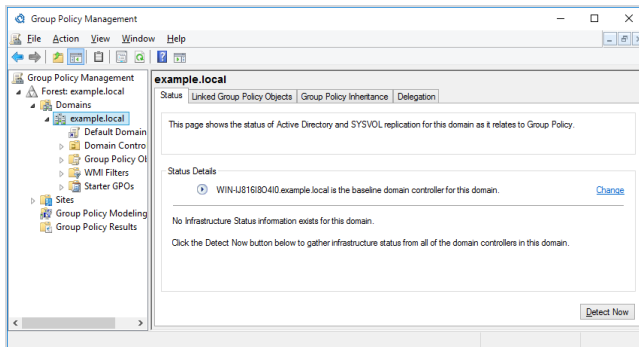 Group Policy Management
File Action View Window Help
Group Policy Management
Forest: example.local
Domains
example.local
Default Domain
Domain Contro
Group Policy Ob
WMI Filters
Starter GPOs
Sites
Group Policy Modeling
Group Policy Results
example.local
Status Linked Group Policy Objects Group Policy Inheritance Delegation
This page shows the status of Active Directory and SYSVOL replication for this domain as it relates to Group Policy.
Status Details
WIN-IJ816I8O4I0.example.local is the baseline domain controller for this domain. Change
No Infrastructure Status information exists for this domain.
Click the Detect Now button below to gather infrastructure status from all of the domain controllers in this domain.
Detect Now